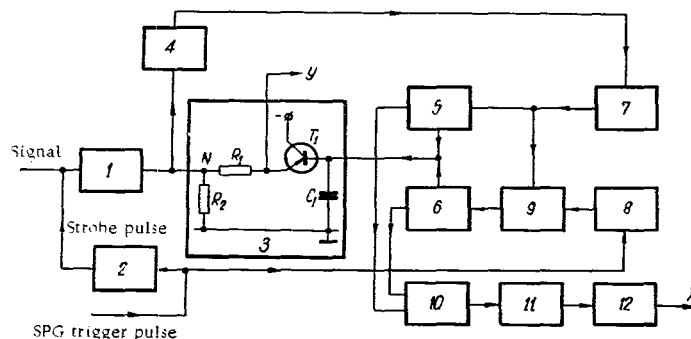 4
5
7
y
-ϕ
T₁
Signal
1
N
R₁
R₂
C₁
3
6
9
8
Strobe pulse
2
10
11
12
SPG trigger pulse